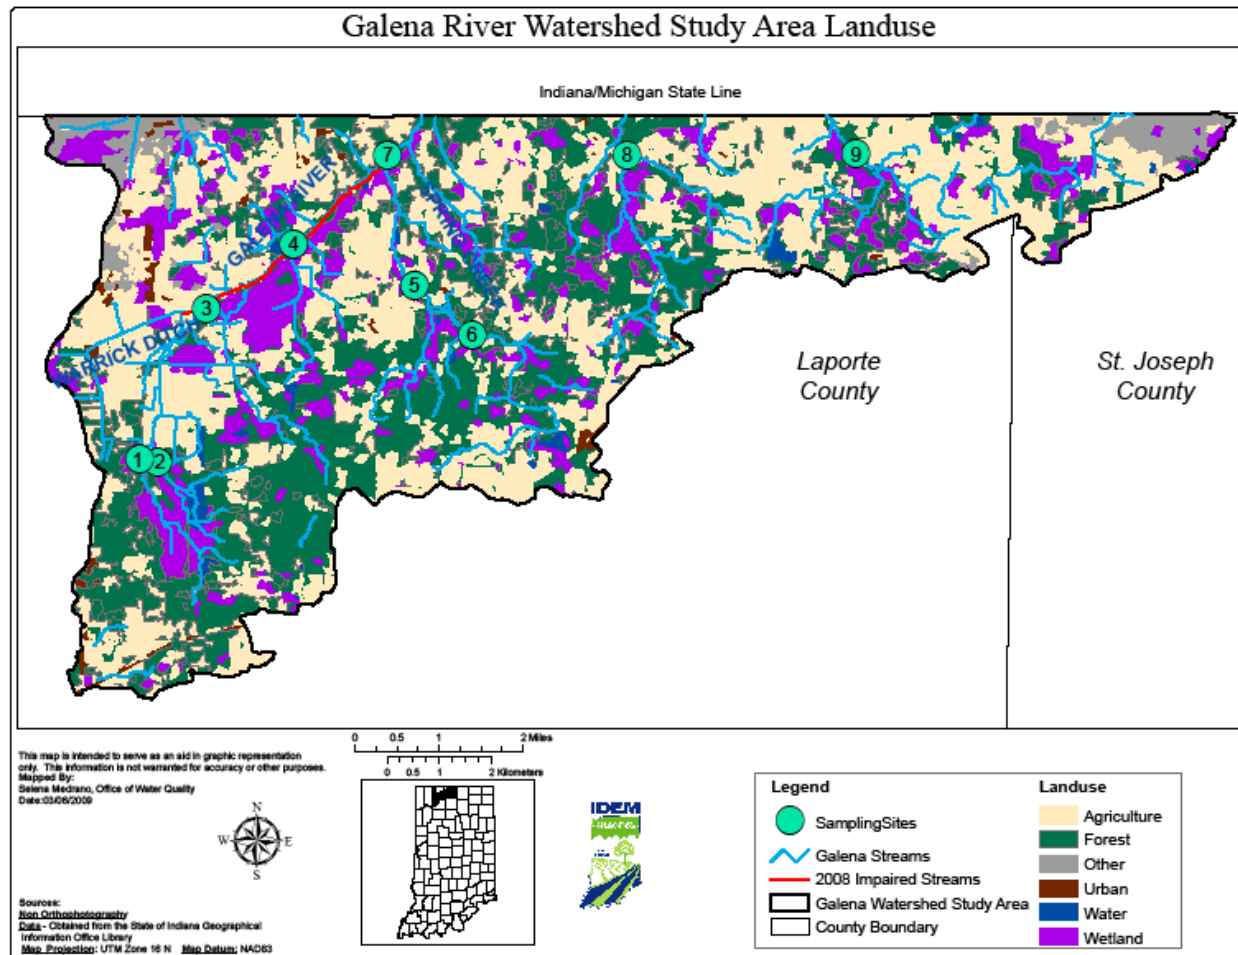 Galena River Watershed Study Area Landuse
Indiana/Michigan State Line
7
8
9
GALENA RIVER
SPRING CREEK
4
5
3
6
WARRICK DITCH
1
2
Laporte
County
St. Joseph
County
This map is intended to serve as an aid in graphic representation
only. This information is not warranted for accuracy or other purposes.
Mapped By:
Selena Medrano, Office of Water Quality
Date:03/06/2009
0 0.5 1 2 Miles
0 0.5 1 2 Kilometers
N
W E
S
IDEM
Sources:
Non Orthophotography
Data - Obtained from the State of Indiana Geographical
Information Office Library
Map Projection: UTM Zone 16 N Map Datum: NAD83
Legend
SamplingSites
Galena Streams
2008 Impaired Streams
Galena Watershed Study Area
County Boundary
Landuse
Agriculture
Forest
Other
Urban
Water
Wetland